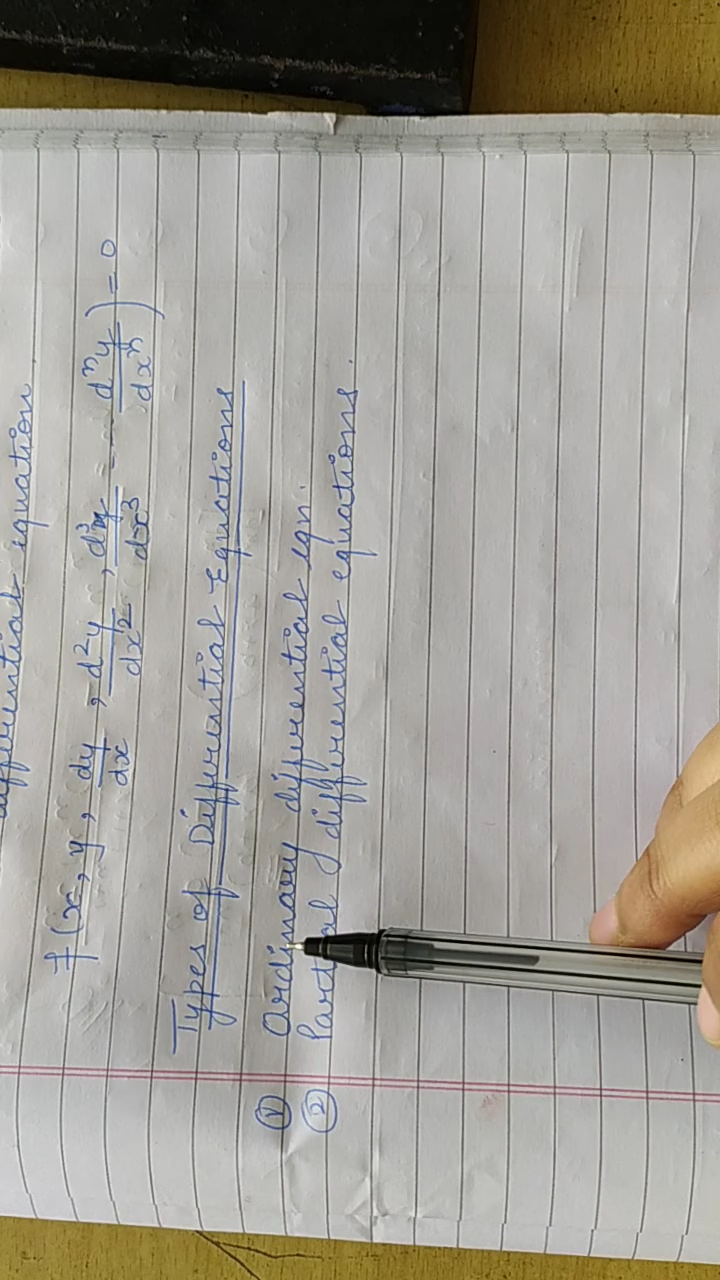 differential equation
f(x, y, dy/dx, d²y/dx², d³y/dx³ - - - dⁿy/dxⁿ) = 0
Types of Differential Equations
① Ordinary differential eqn.
② Partial differential equations.